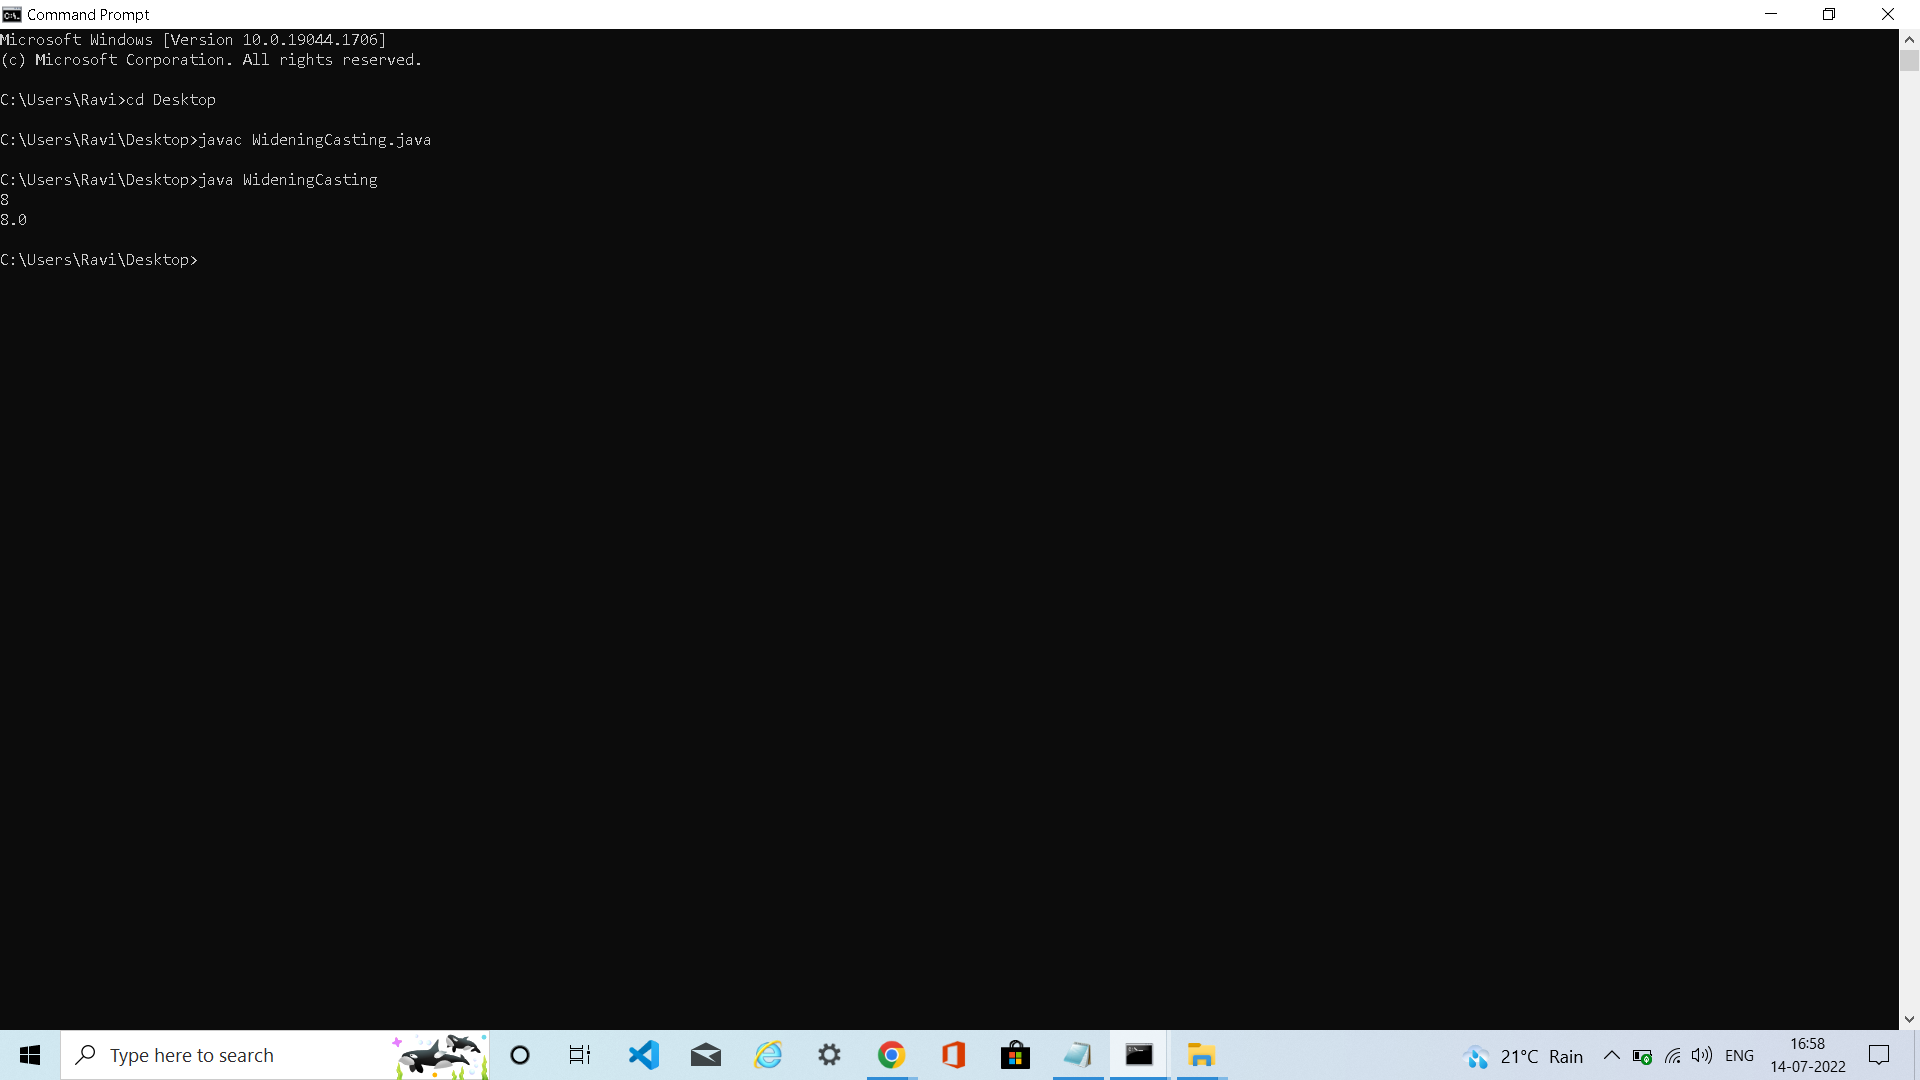 Command Prompt
Microsoft Windows [Version 10.0.19044.1706]
(c) Microsoft Corporation. All rights reserved.
C:\Users\Ravi>cd Desktop
C:\Users\Ravi\Desktop>javac WideningCasting.java
C:\Users\Ravi\Desktop>java WideningCasting
8
8.0
C:\Users\Ravi\Desktop>
Type here to search
21°C Rain
ENG
16:58
14-07-2022